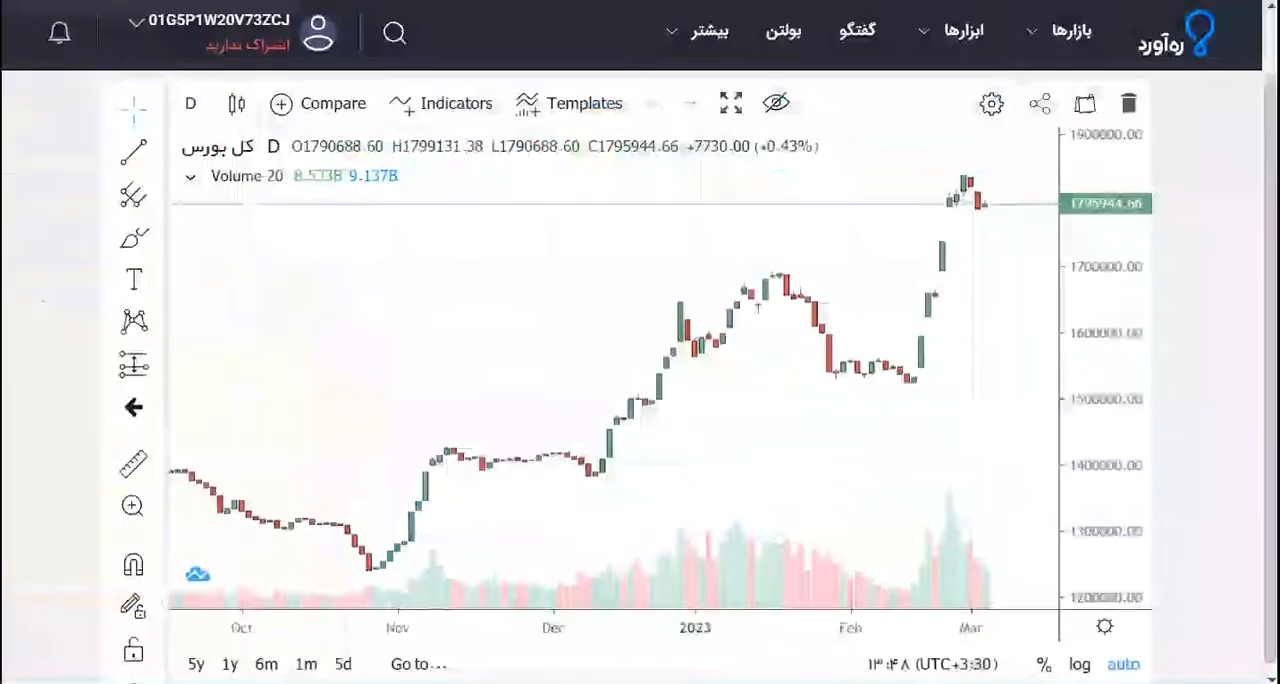 01G5P1W20V73ZCJ
اشتراک ندارید
بازارها ابزارها گفتگو بولتن بیشتر
ره‌آورد
D Compare Indicators Templates
کل بورس D O1790688.60 H1799131.38 L1790688.60 C1795944.66 +7730.00 (+0.43%)
Volume 20 8.533B 9.137B
1900000.00
1795944.66
1700000.00
1600000.00
1500000.00
1400000.00
1300000.00
1200000.00
Oct Nov Dec 2023 Feb Mar
5y 1y 6m 1m 5d Go to... ۱۳:۴۸ (UTC+3:30) % log auto